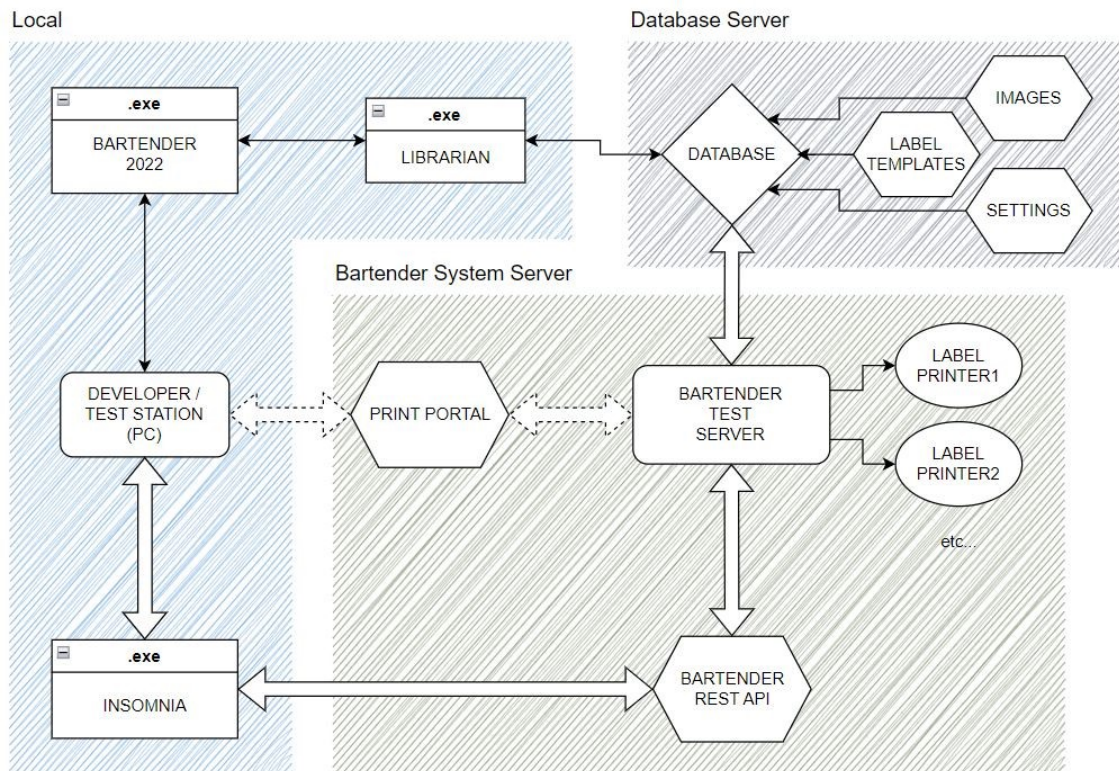 Local
Database Server
.exe
BARTENDER
2022
.exe
LIBRARIAN
DATABASE
IMAGES
LABEL
TEMPLATES
SETTINGS
Bartender System Server
DEVELOPER /
TEST STATION
(PC)
PRINT PORTAL
BARTENDER
TEST
SERVER
LABEL
PRINTER1
LABEL
PRINTER2
etc...
.exe
INSOMNIA
BARTENDER
REST API